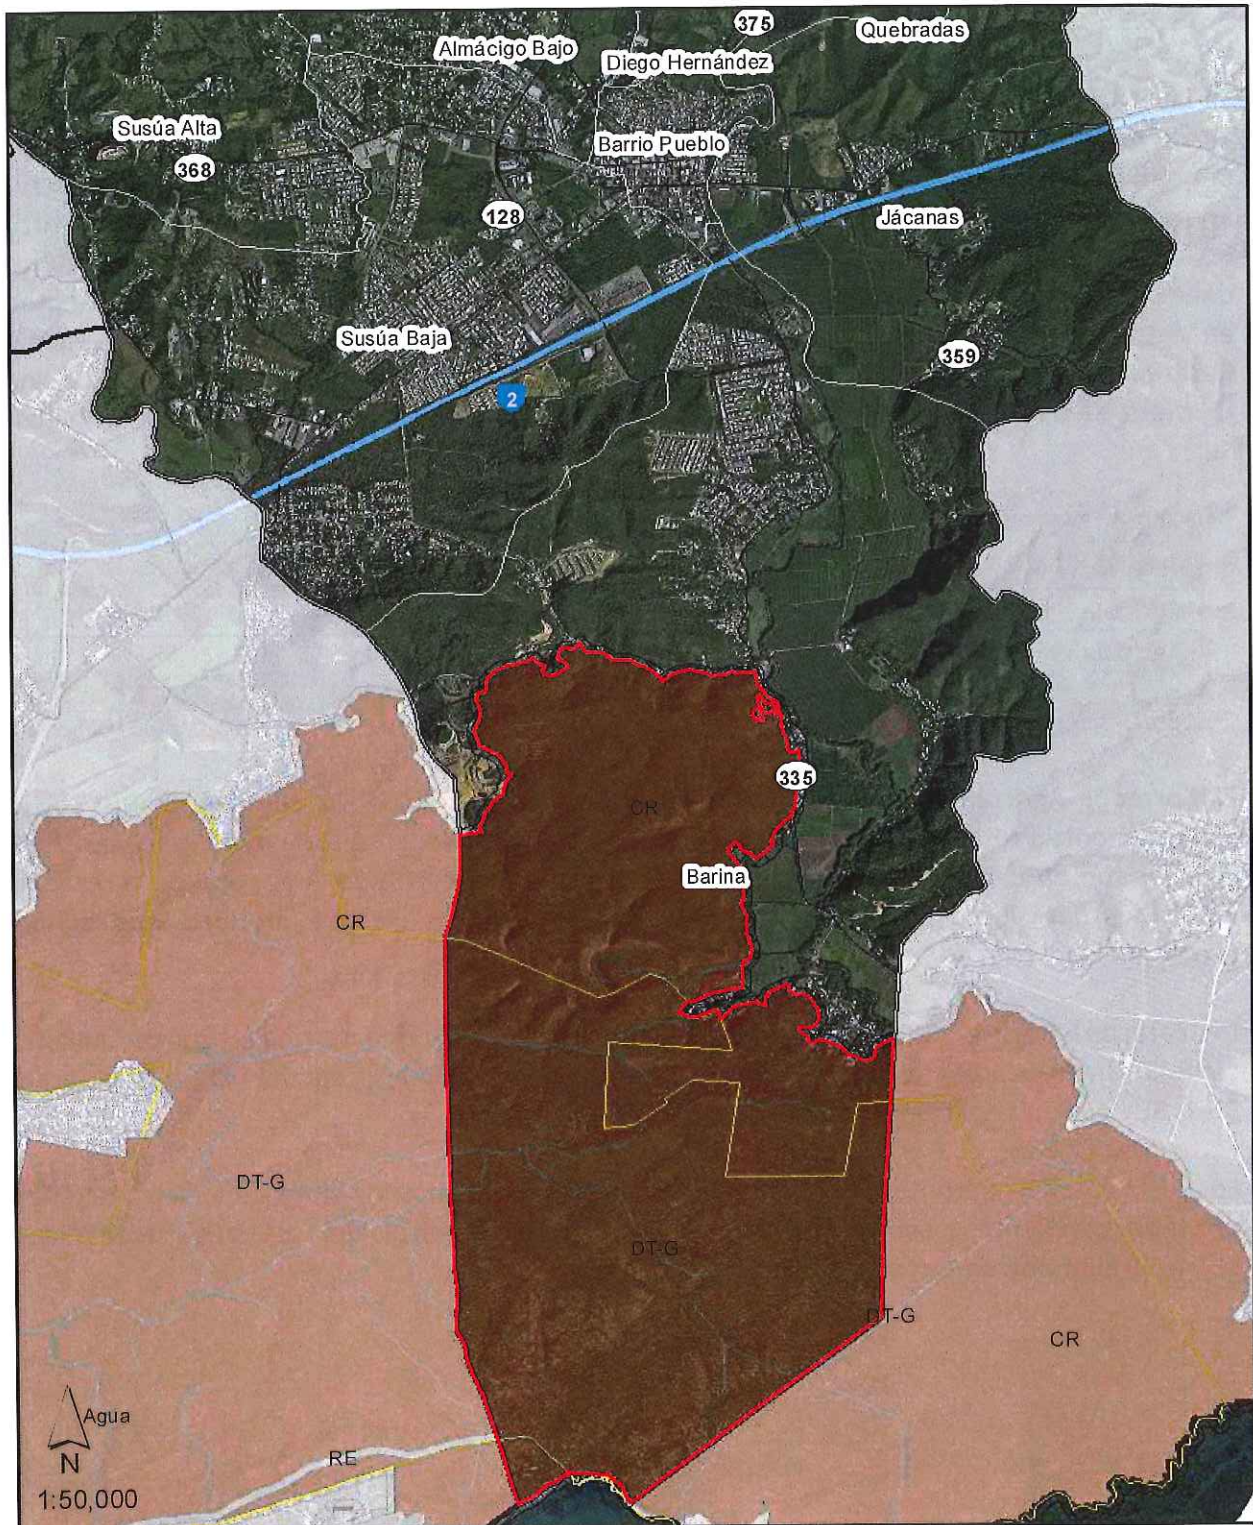 375
Quebradas
Almácigo Bajo
Diego Hernández
Susúa Alta
Barrio Pueblo
368
128
Jácanas
Susúa Baja
359
2
335
CR
Barina
CR
DT-G
DT-G
DT-G
CR
Agua
N
RE
1:50,000